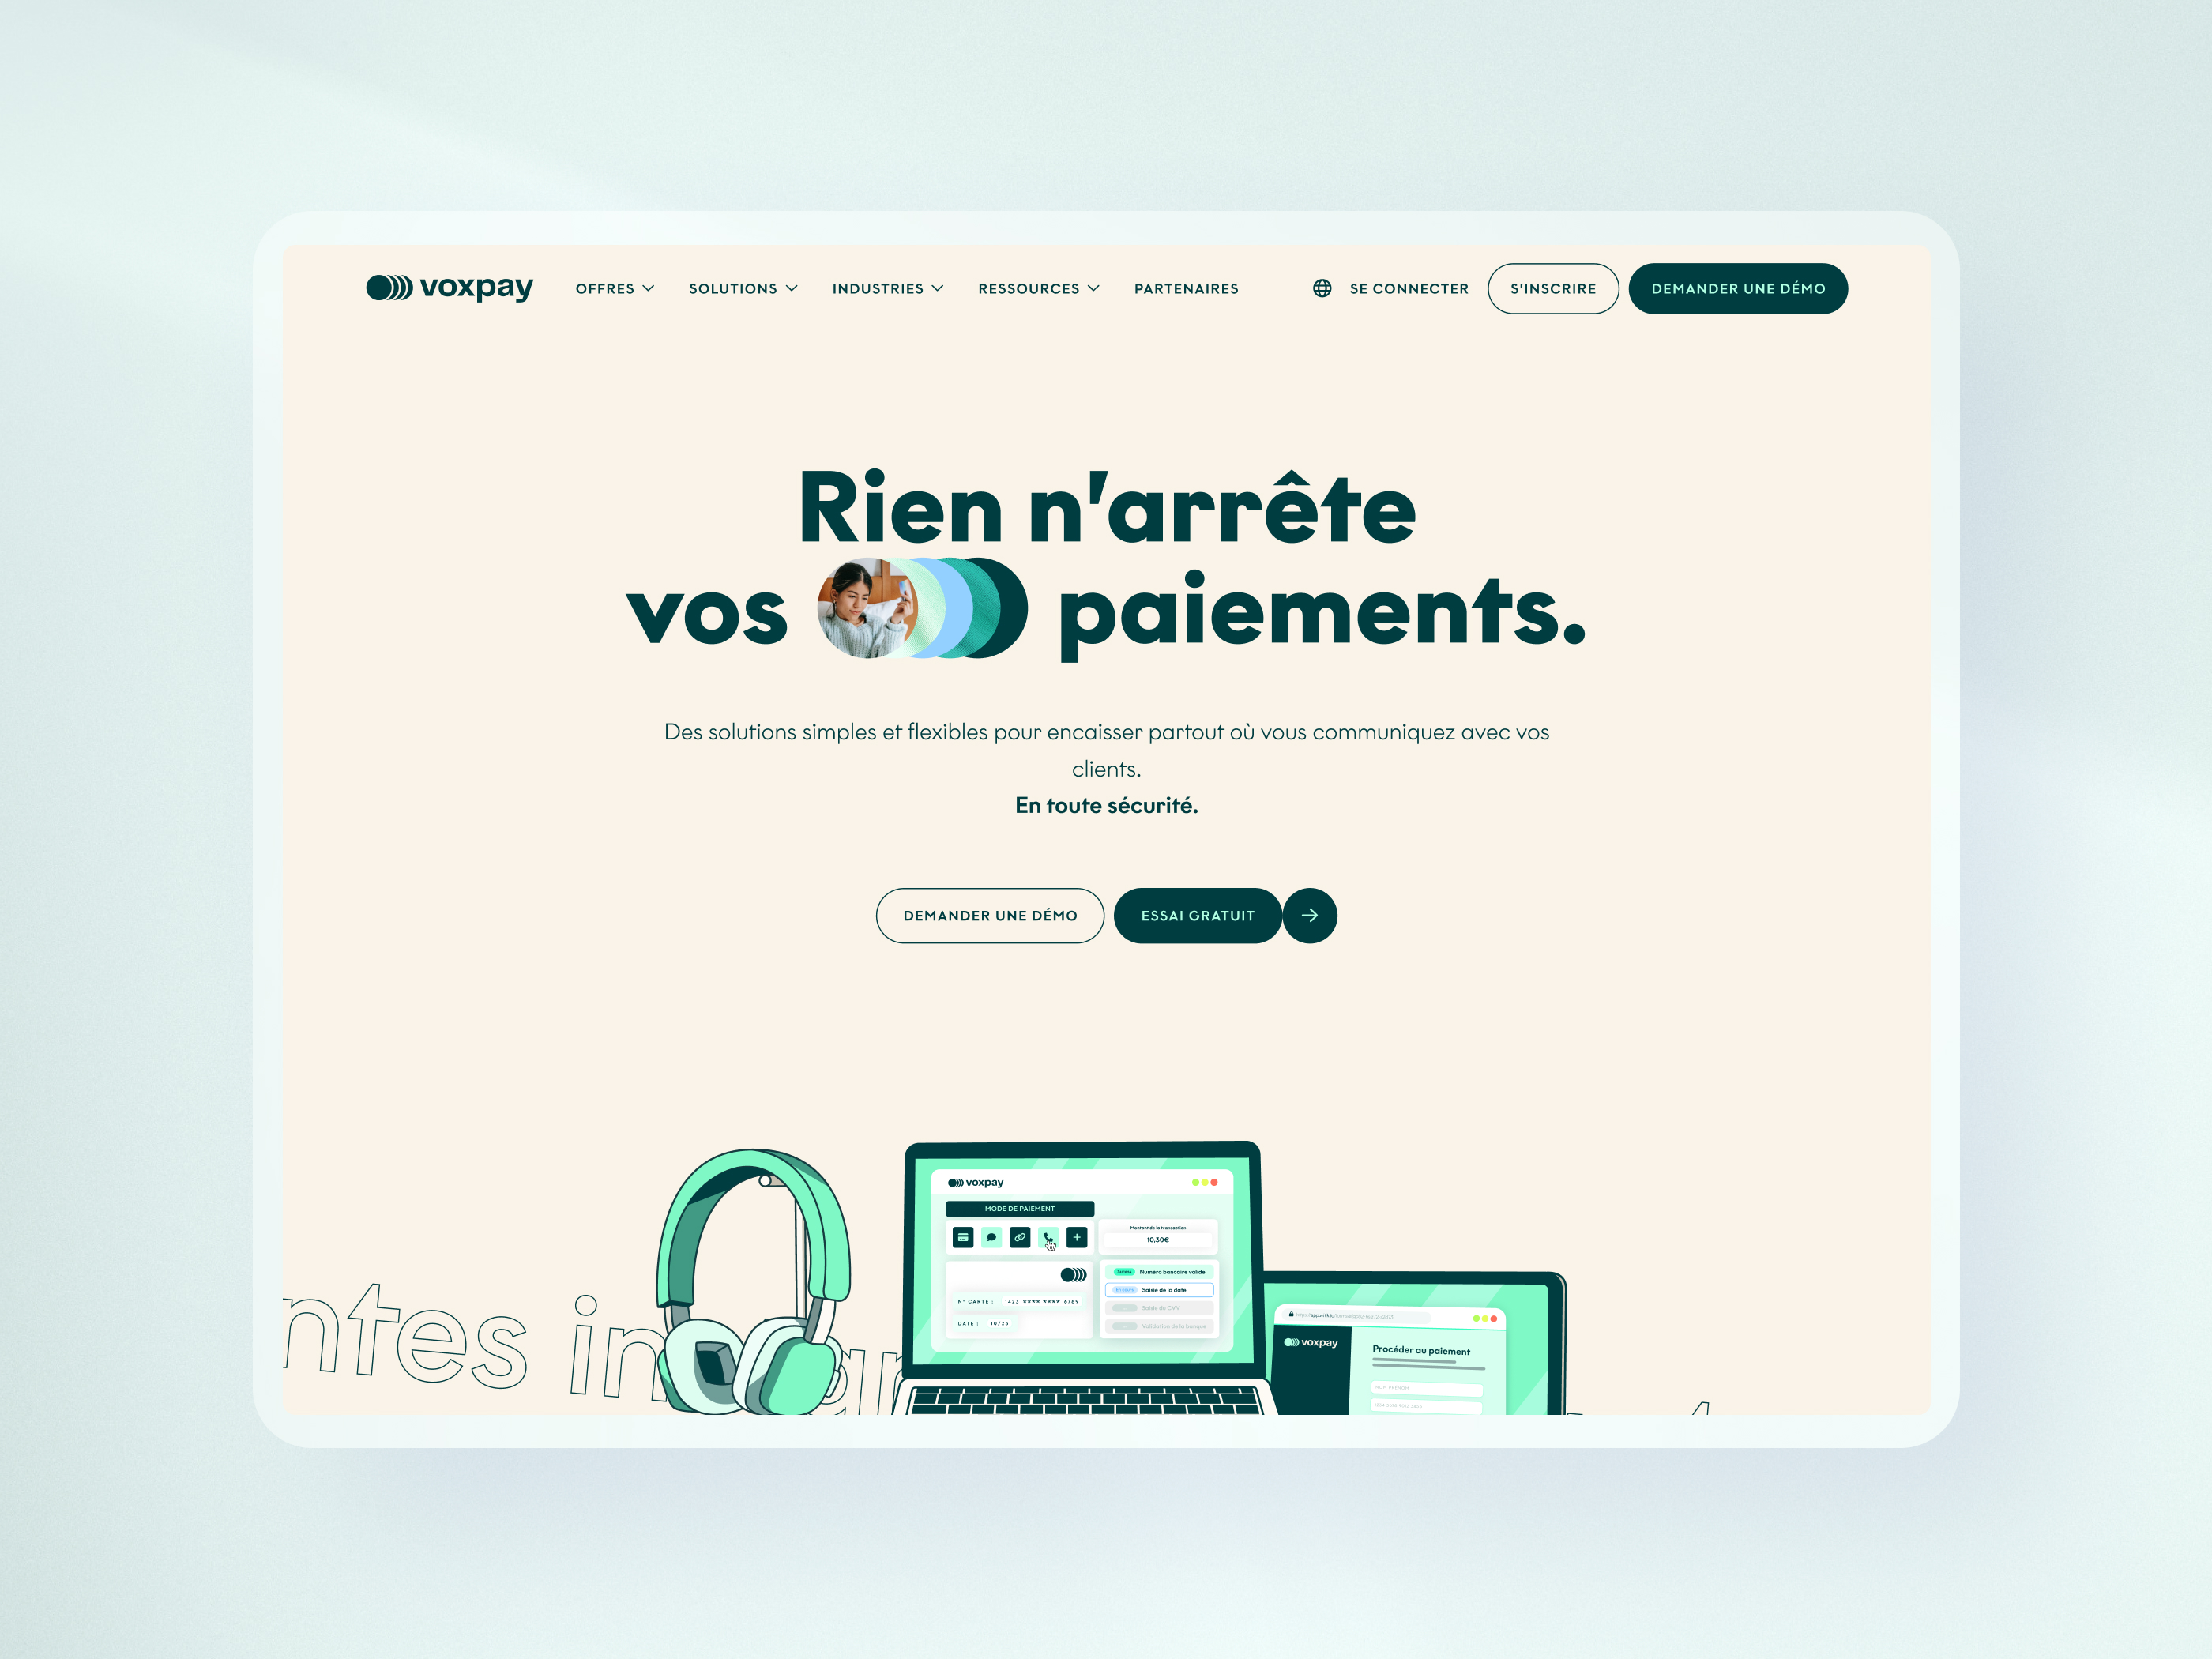 voxpay OFFRES SOLUTIONS INDUSTRIES RESSOURCES PARTENAIRES SE CONNECTER S'INSCRIRE DEMANDER UNE DÉMO
Rien n'arrête
vos paiements.
Des solutions simples et flexibles pour encaisser partout où vous communiquez avec vos
clients.
En toute sécurité.
DEMANDER UNE DÉMO ESSAI GRATUIT
voxpay
MODE DE PAIEMENT
Montant de la transaction
10,30€
Numéro bancaire valide
En cours Saisie de la date
Saisie du CVV
Validation de la banque
N° CARTE : 1423 **** **** 6789
DATE : 10/25
voxpay
Procéder au paiement
ntes in